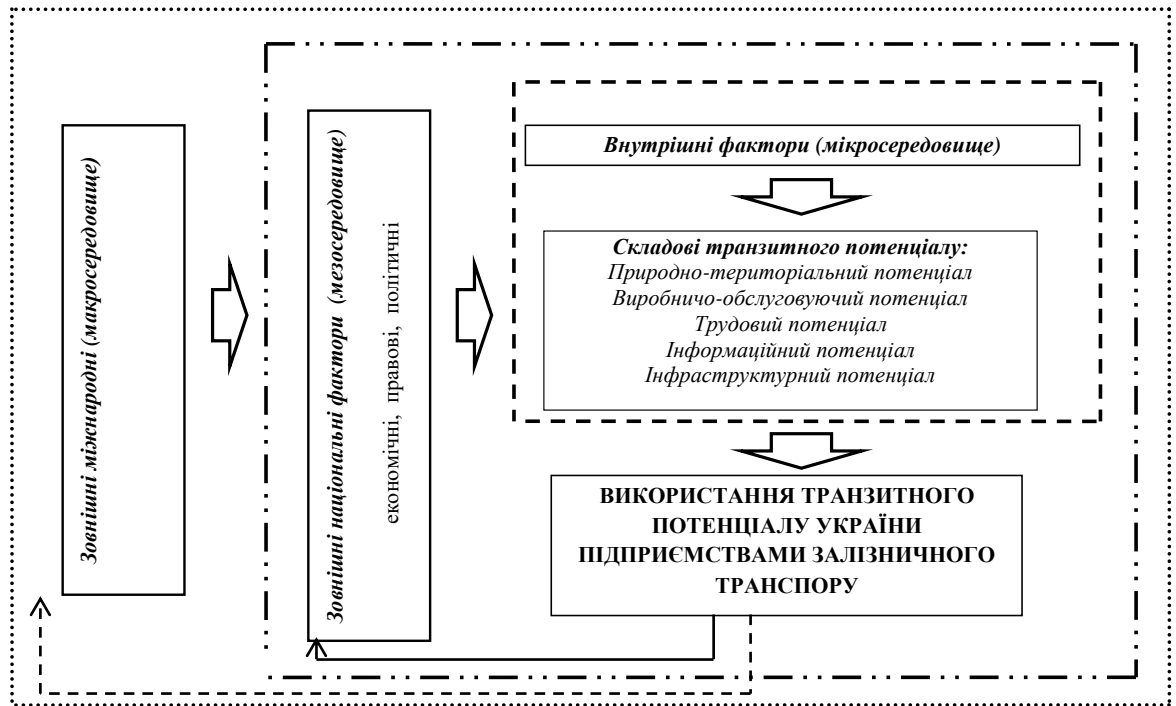 Зовнішні міжнародні (макросередовище)
Зовнішні національні фактори (мезосередовище)
економічні, правові, політичні
Внутрішні фактори (мікросередовище)
Складові транзитного потенціалу:
Природно-територіальний потенціал
Виробничо-обслуговуючий потенціал
Трудовий потенціал
Інформаційний потенціал
Інфраструктурний потенціал
ВИКОРИСТАННЯ ТРАНЗИТНОГО
ПОТЕНЦІАЛУ УКРАЇНИ
ПІДПРИЄМСТВАМИ ЗАЛІЗНИЧНОГО
ТРАНСПОРУ